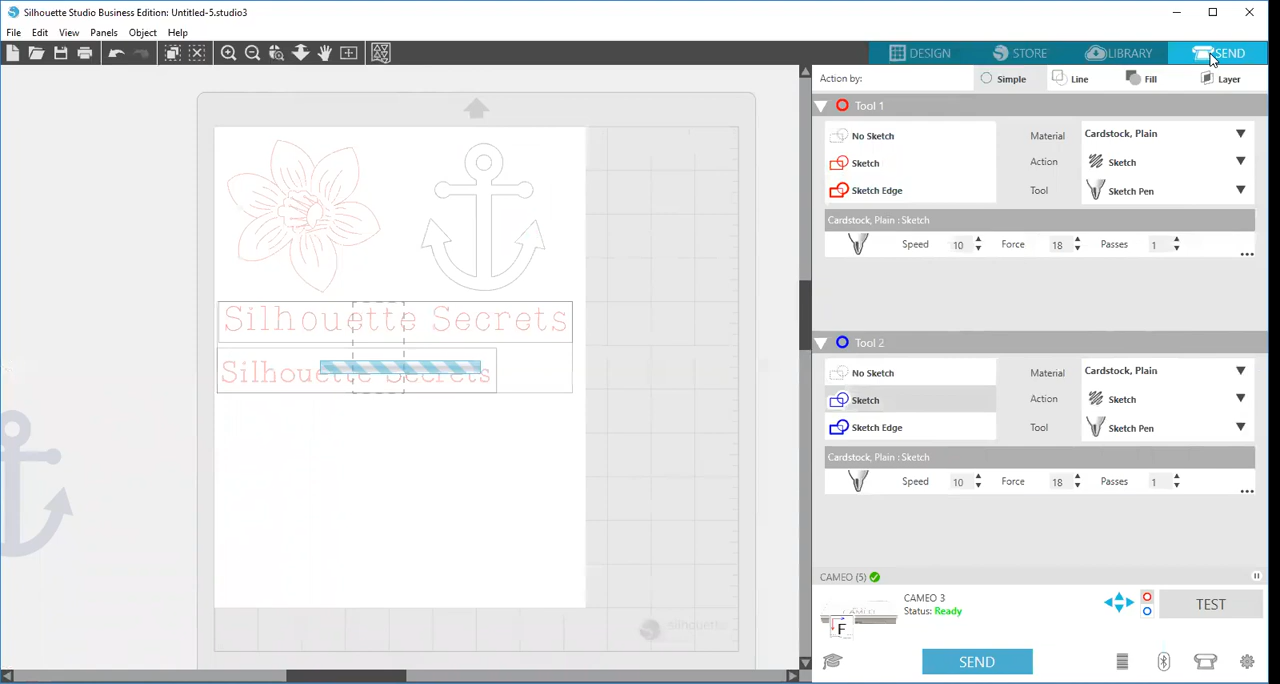 Silhouette Studio Business Edition: Untitled-5.studio3
File Edit View Panels Object Help
DESIGN STORE LIBRARY SEND
Action by: Simple Line Fill Layer
Tool 1
No Sketch Material Cardstock, Plain
Sketch Action Sketch
Sketch Edge Tool Sketch Pen
Cardstock, Plain : Sketch
Speed 10 Force 18 Passes 1
Silhouette Secrets
Silhouette Secrets
Tool 2
No Sketch Material Cardstock, Plain
Sketch Action Sketch
Sketch Edge Tool Sketch Pen
Cardstock, Plain : Sketch
Speed 10 Force 18 Passes 1
CAMEO (5)
CAMEO 3
Status: Ready
CAMEO
F
TEST
silhouette
SEND